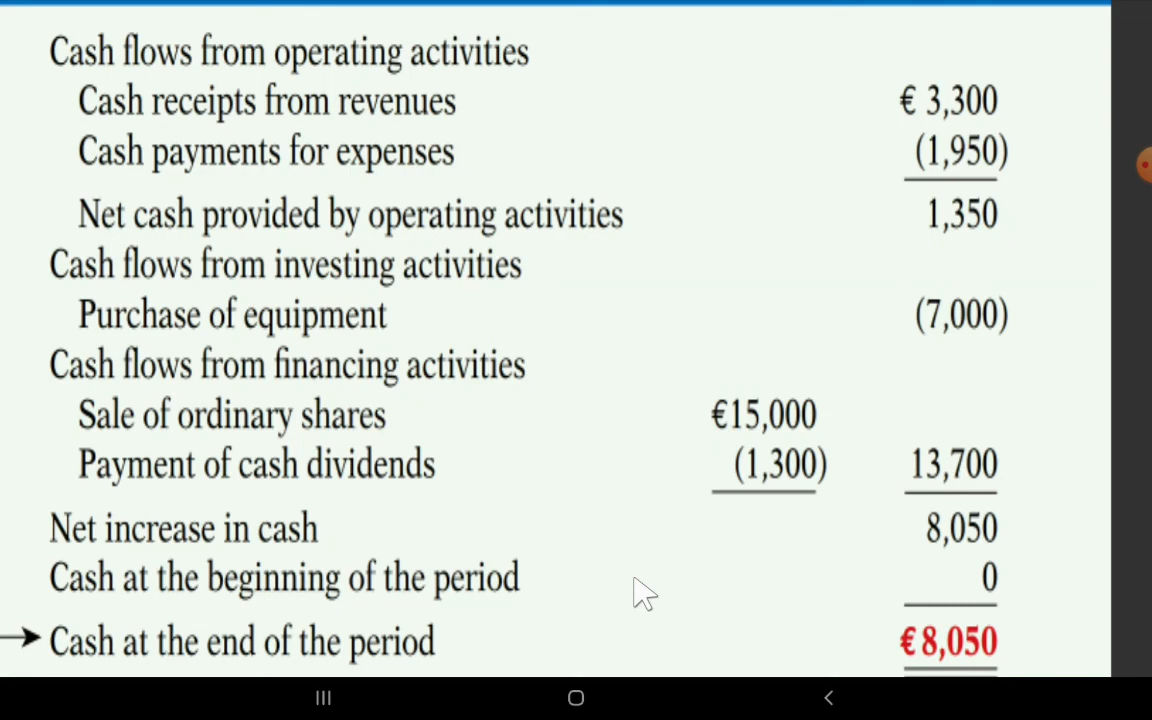 Cash flows from operating activities
Cash receipts from revenues € 3,300
Cash payments for expenses (1,950)
Net cash provided by operating activities 1,350
Cash flows from investing activities
Purchase of equipment (7,000)
Cash flows from financing activities
Sale of ordinary shares €15,000
Payment of cash dividends (1,300) 13,700
Net increase in cash 8,050
Cash at the beginning of the period 0
Cash at the end of the period €8,050